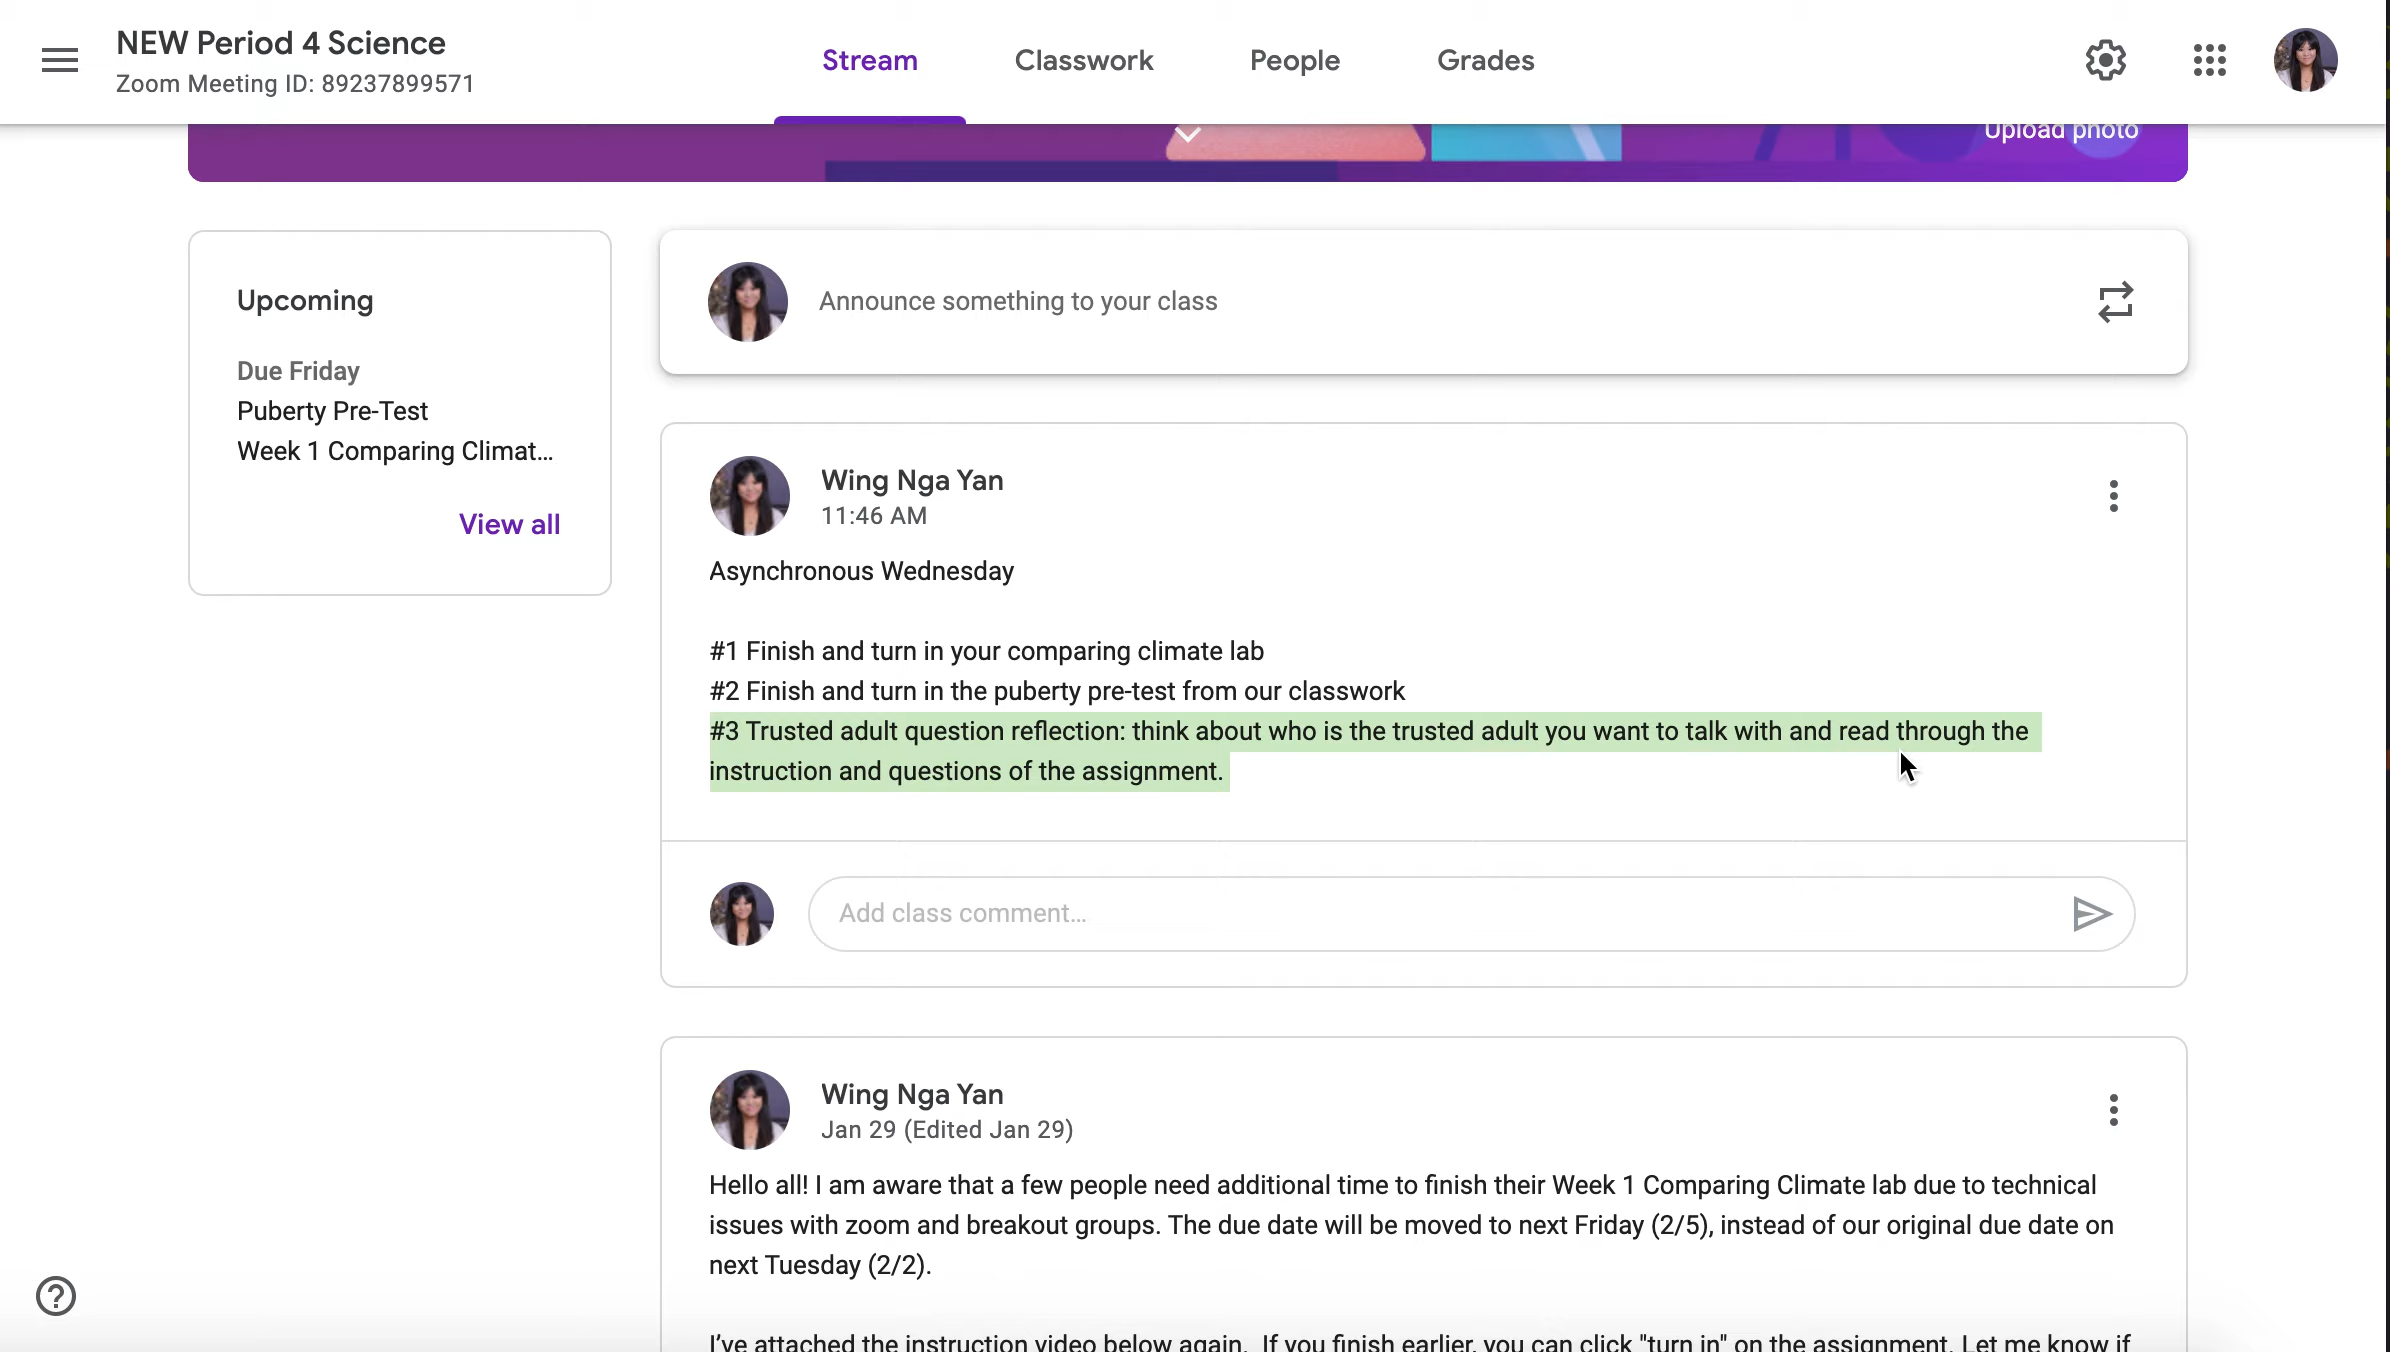 NEW Period 4 Science
Zoom Meeting ID: 89237899571
Stream
Classwork
People
Grades
Upload photo
Upcoming
Due Friday
Puberty Pre-Test
Week 1 Comparing Climat...
View all
Announce something to your class
Wing Nga Yan
11:46 AM
Asynchronous Wednesday
#1 Finish and turn in your comparing climate lab
#2 Finish and turn in the puberty pre-test from our classwork
#3 Trusted adult question reflection: think about who is the trusted adult you want to talk with and read through the
instruction and questions of the assignment.
Add class comment...
Wing Nga Yan
Jan 29 (Edited Jan 29)
Hello all! I am aware that a few people need additional time to finish their Week 1 Comparing Climate lab due to technical
issues with zoom and breakout groups. The due date will be moved to next Friday (2/5), instead of our original due date on
next Tuesday (2/2).
I've attached the instruction video below again. If you finish earlier, you can click "turn in" on the assignment. Let me know if